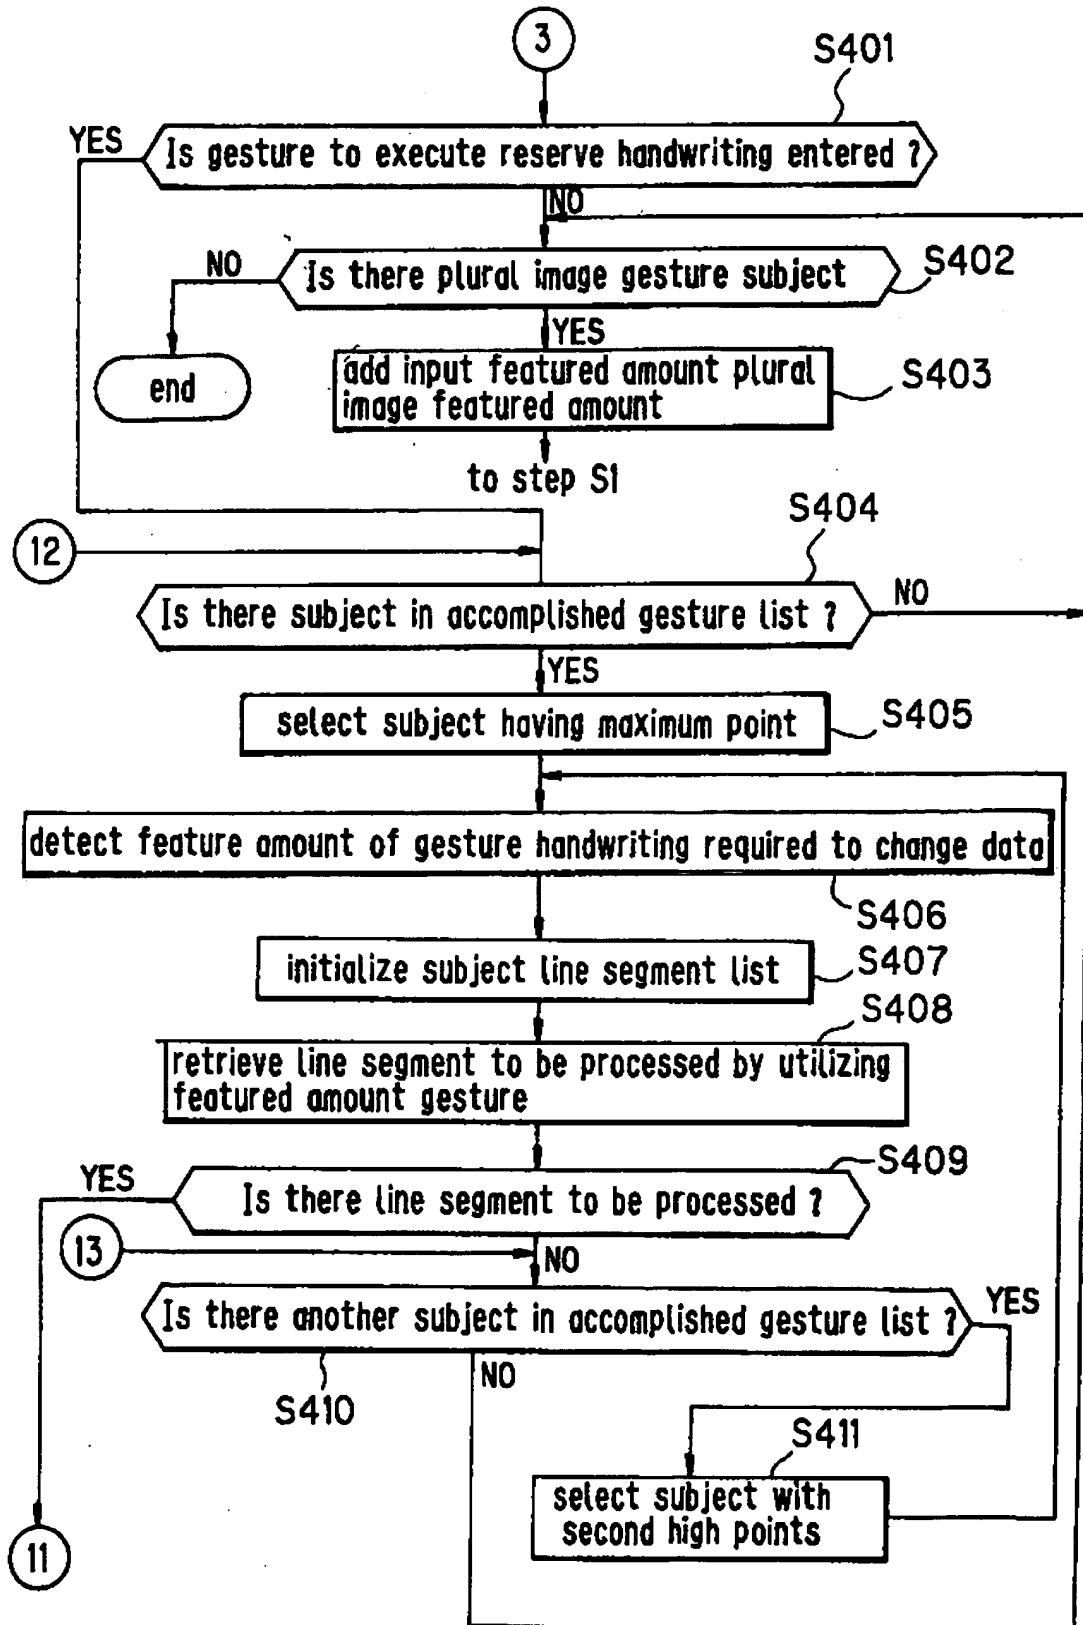 3
S401
YES
Is gesture to execute reserve handwriting entered ?
NO
NO
Is there plural image gesture subject
S402
YES
end
add input featured amount plural
image featured amount
S403
to step S1
S404
12
Is there subject in accomplished gesture list ?
NO
YES
select subject having maximum point
S405
detect feature amount of gesture handwriting required to change data
S406
initialize subject line segment list
S407
S408
retrieve line segment to be processed by utilizing
featured amount gesture
S409
YES
Is there line segment to be processed ?
13
NO
Is there another subject in accomplished gesture list ?
YES
NO
S410
S411
select subject with
second high points
11